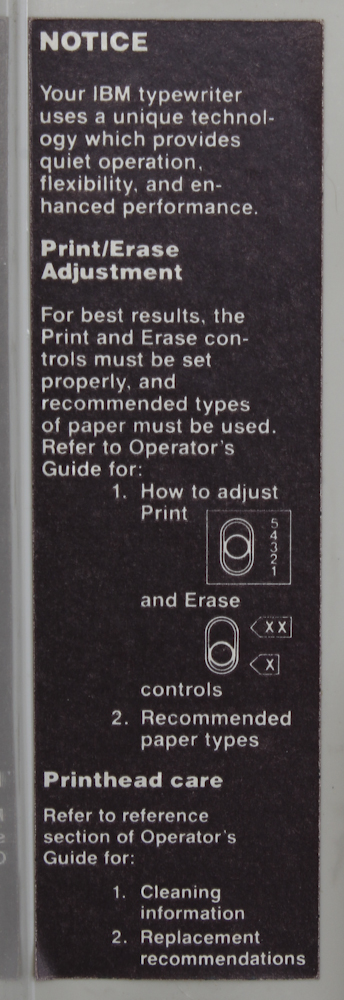 NOTICE
Your IBM typewriter
uses a unique technol-
ogy which provides
quiet operation,
flexibility, and en-
hanced performance.
Print/Erase
Adjustment
For best results, the
Print and Erase con-
trols must be set
properly, and
recommended types
of paper must be used.
Refer to Operator's
Guide for:
1. How to adjust
Print
5
4
3
2
1
and Erase
XX
X
controls
2. Recommended
paper types
Printhead care
Refer to reference
section of Operator's
Guide for:
1. Cleaning
information
2. Replacement
recommendations